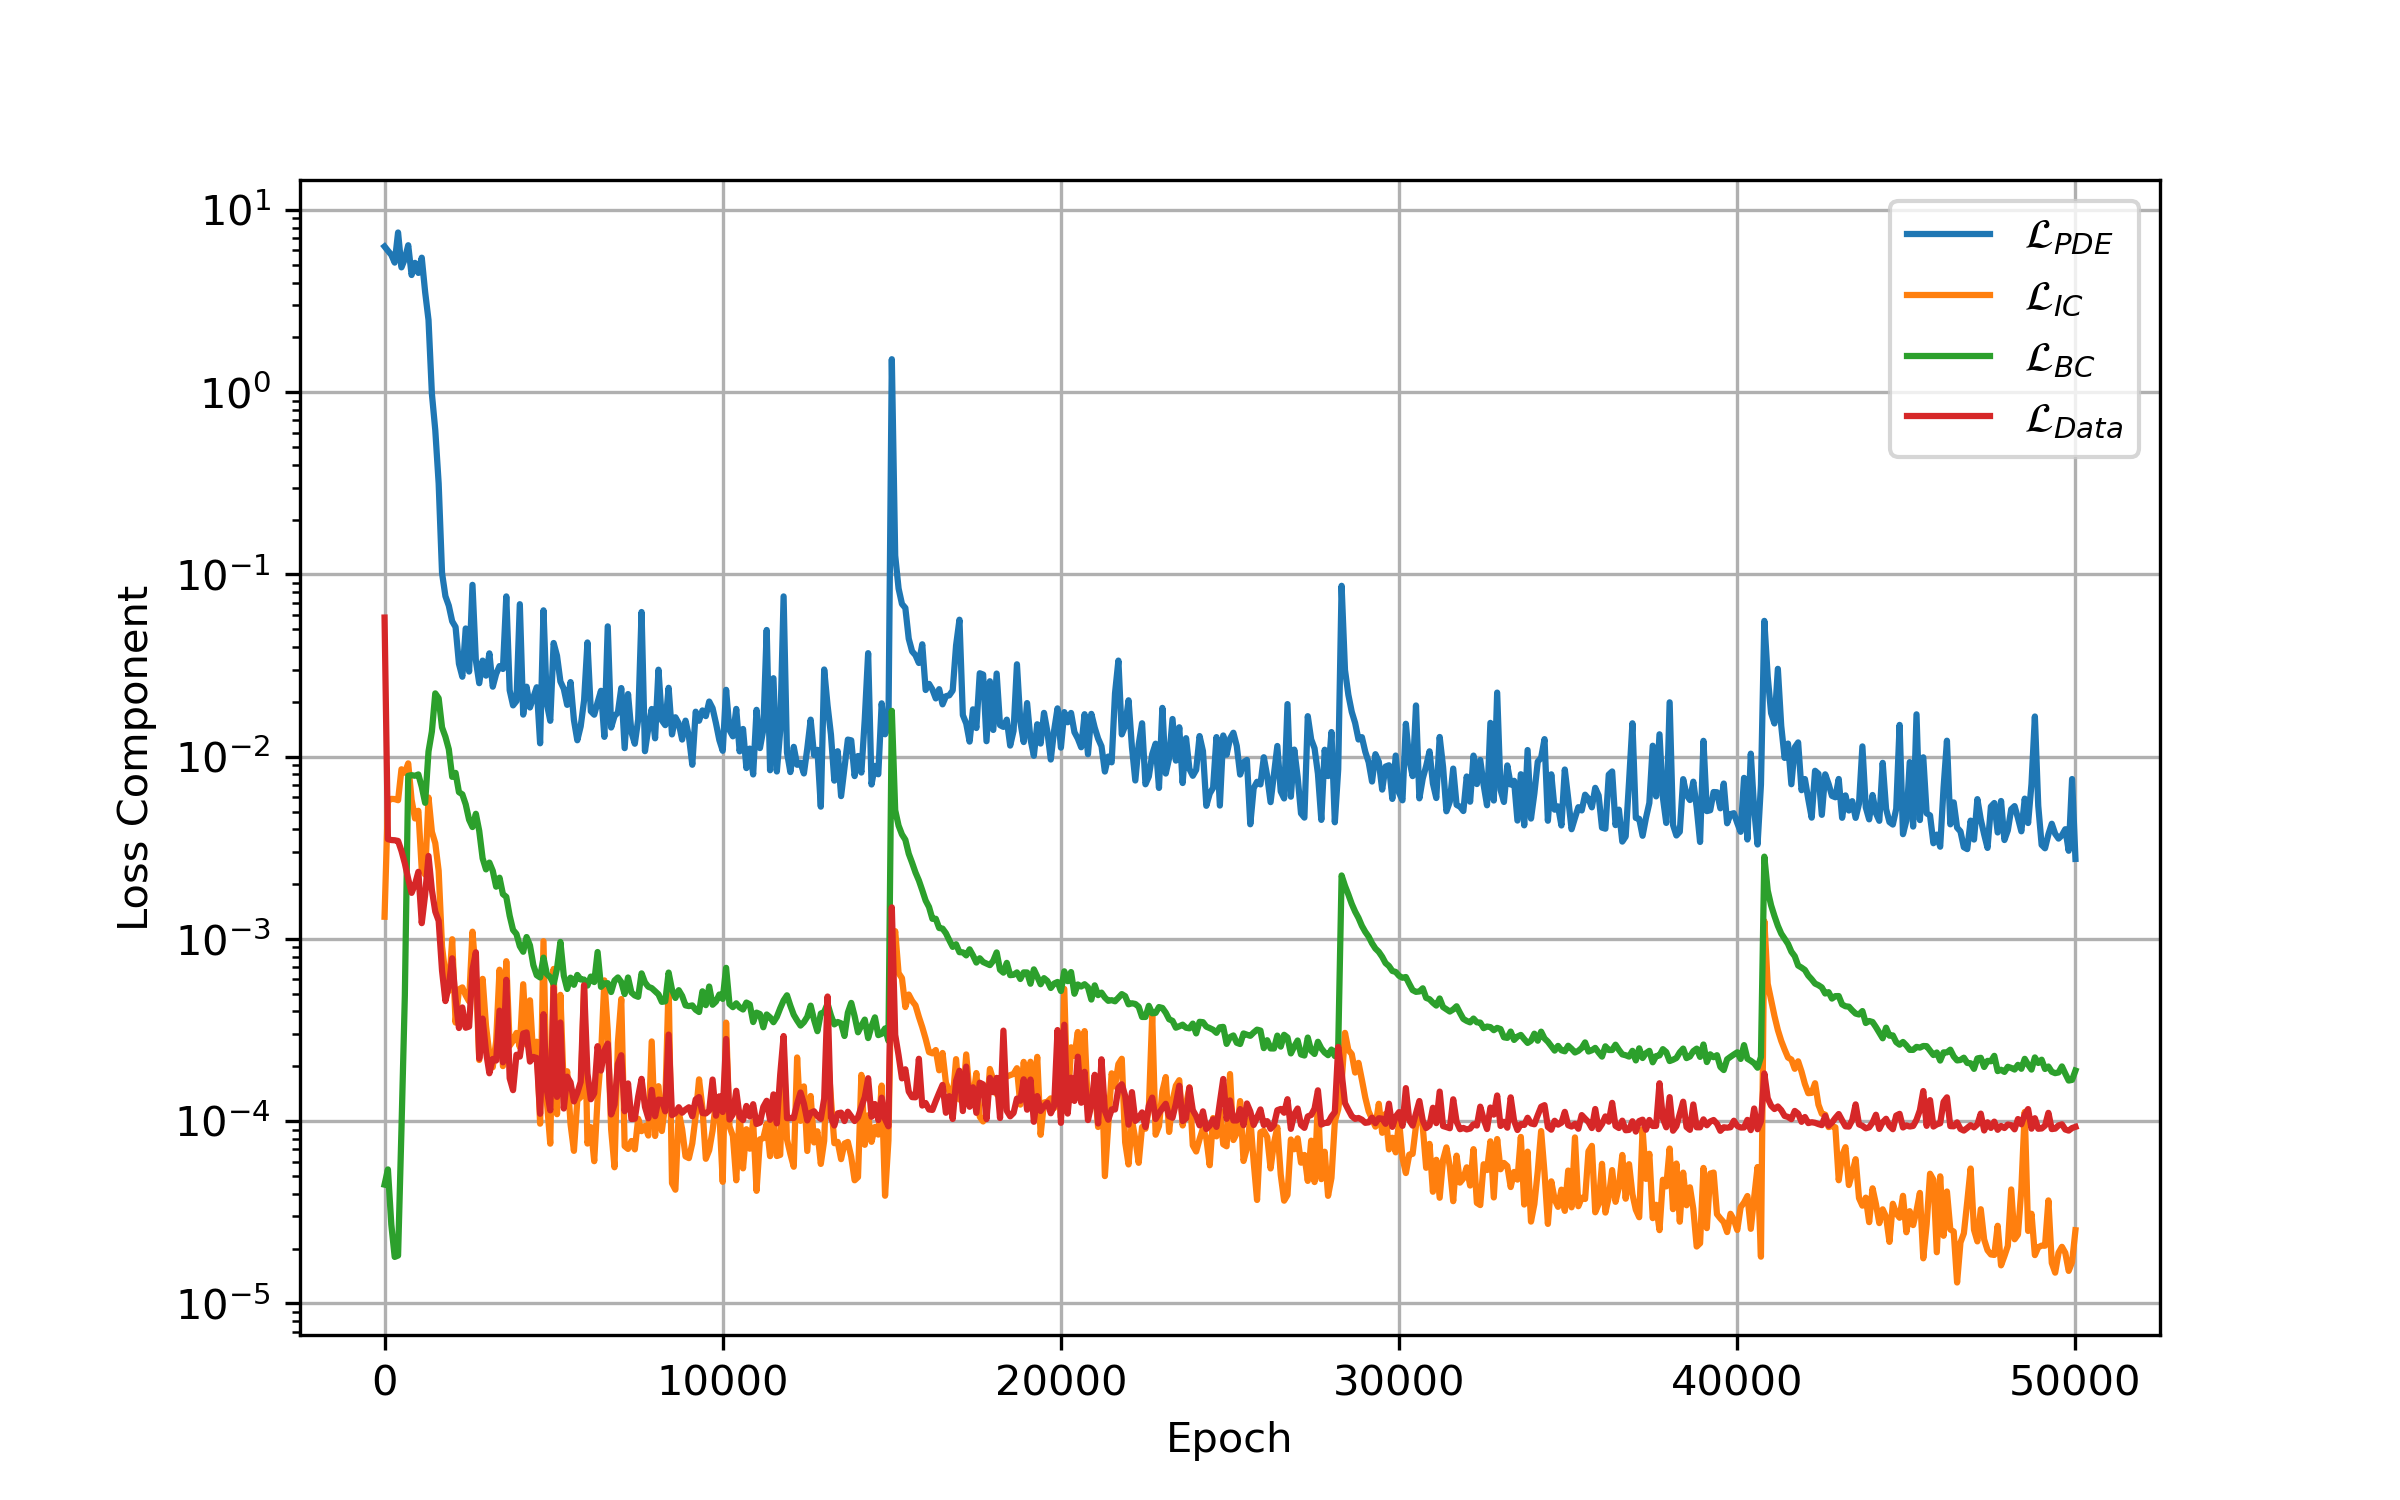 10¹
10⁰
10⁻¹
10⁻²
10⁻³
10⁻⁴
10⁻⁵
Loss Component
0 10000 20000 30000 40000 50000
Epoch
ℒ_PDE
ℒ_IC
ℒ_BC
ℒ_Data